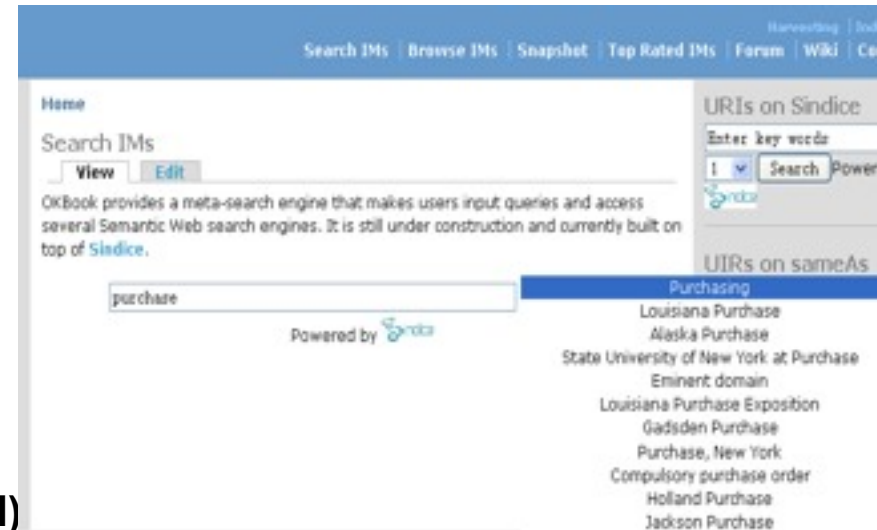 Harvesting
Search IMs Browse IMs Snapshot Top Rated IMs Forum Wiki
Home
Search IMs
View Edit
OKBook provides a meta-search engine that makes users input queries and access
several Semantic Web search engines. It is still under construction and currently built on
top of Sindice.
purchase
Powered by Sindice
URIs on Sindice
Enter key words
1 Search Power
Sindice
UIRs on sameAs
Purchasing
Louisiana Purchase
Alaska Purchase
State University of New York at Purchase
Eminent domain
Louisiana Purchase Exposition
Gadsden Purchase
Purchase, New York
Compulsory purchase order
Holland Purchase
Jackson Purchase
l)